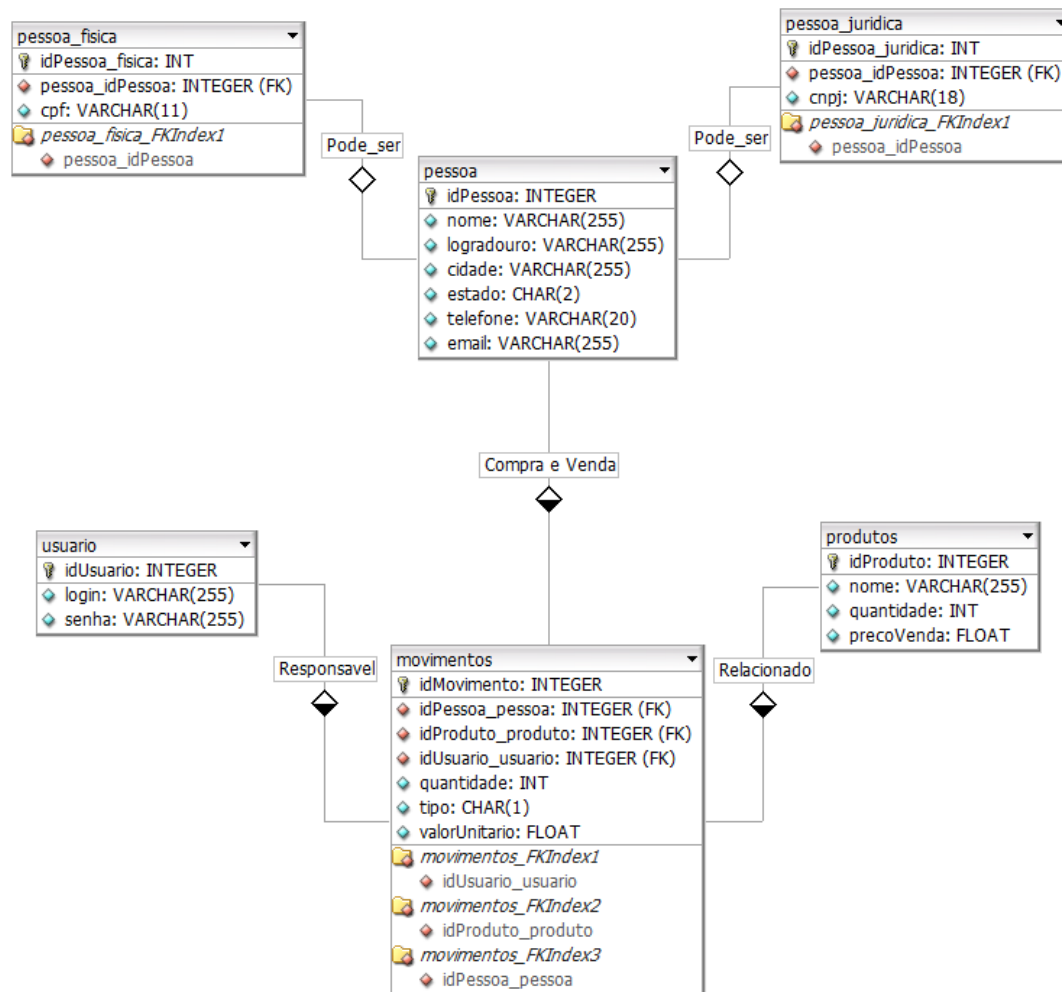 pessoa_fisica
idPessoa_fisica: INT
pessoa_idPessoa: INTEGER (FK)
cpf: VARCHAR(11)
pessoa_fisica_FKIndex1
pessoa_idPessoa
pessoa_juridica
idPessoa_juridica: INT
pessoa_idPessoa: INTEGER (FK)
cnpj: VARCHAR(18)
pessoa_juridica_FKIndex1
pessoa_idPessoa
Pode_ser
Pode_ser
pessoa
idPessoa: INTEGER
nome: VARCHAR(255)
logradouro: VARCHAR(255)
cidade: VARCHAR(255)
estado: CHAR(2)
telefone: VARCHAR(20)
email: VARCHAR(255)
Compra e Venda
usuario
idUsuario: INTEGER
login: VARCHAR(255)
senha: VARCHAR(255)
produtos
idProduto: INTEGER
nome: VARCHAR(255)
quantidade: INT
precoVenda: FLOAT
Responsavel
Relacionado
movimentos
idMovimento: INTEGER
idPessoa_pessoa: INTEGER (FK)
idProduto_produto: INTEGER (FK)
idUsuario_usuario: INTEGER (FK)
quantidade: INT
tipo: CHAR(1)
valorUnitario: FLOAT
movimentos_FKIndex1
idUsuario_usuario
movimentos_FKIndex2
idProduto_produto
movimentos_FKIndex3
idPessoa_pessoa